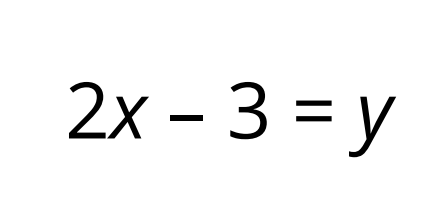 2x – 3 = y